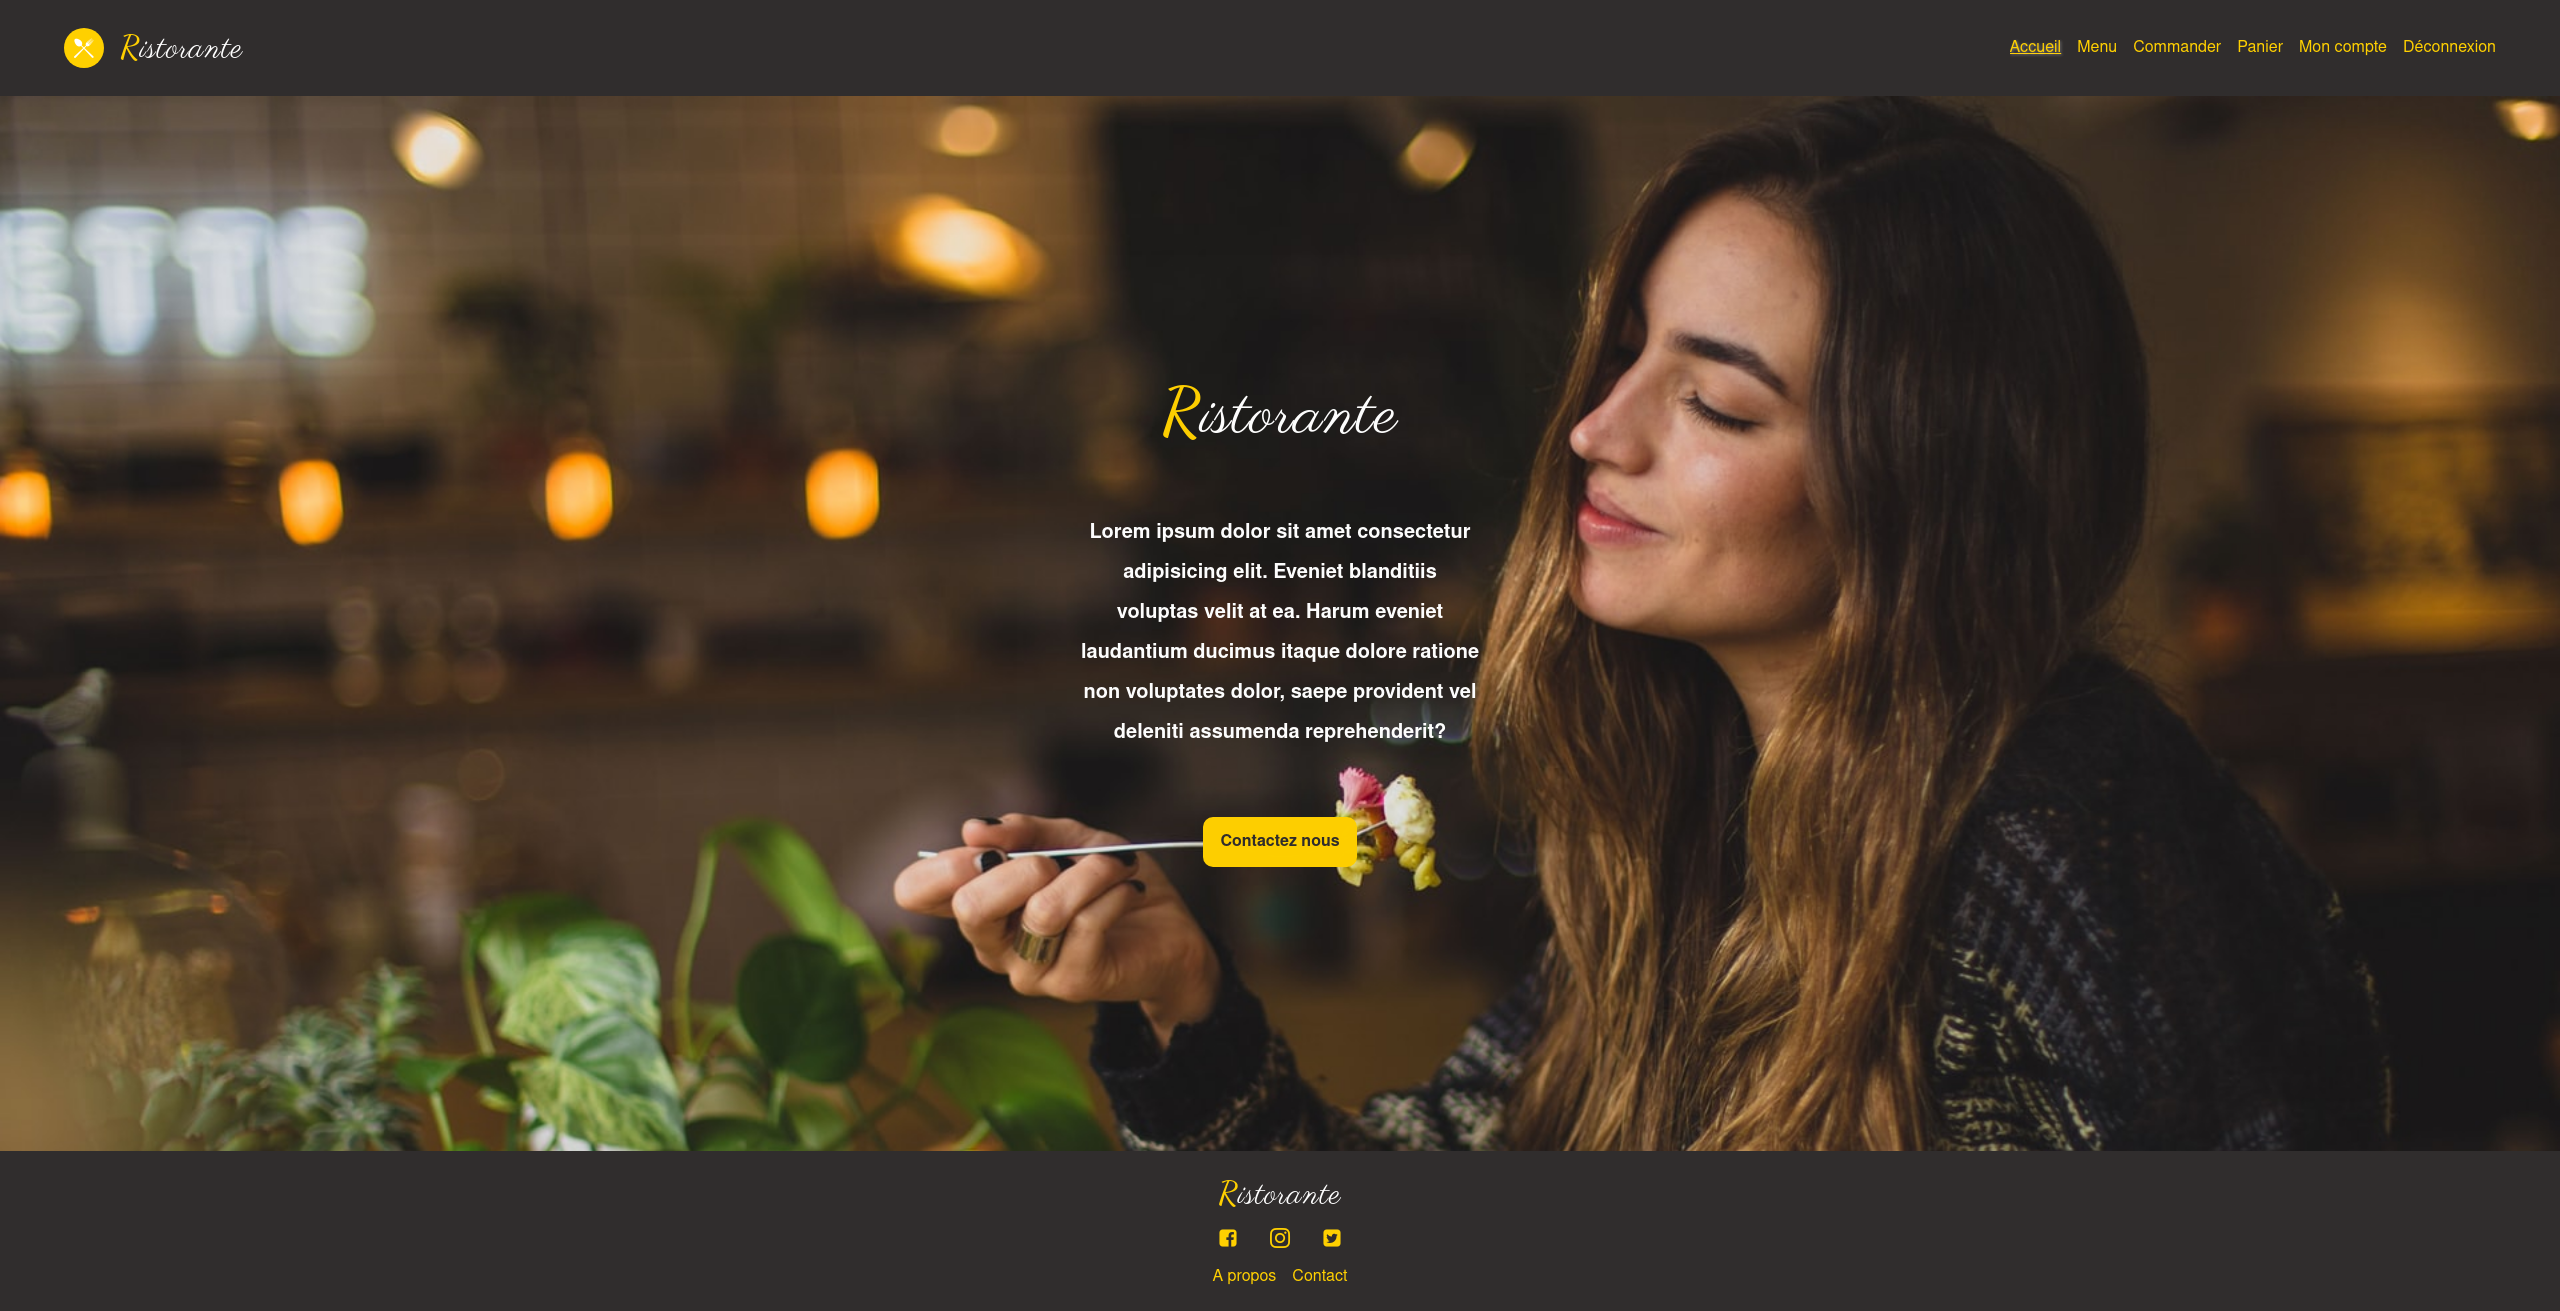 Ristorante
Accueil Menu Commander Panier Mon compte Déconnexion
ETTE
Ristorante
Lorem ipsum dolor sit amet consectetur
adipisicing elit. Eveniet blanditiis
voluptas velit at ea. Harum eveniet
laudantium ducimus itaque dolore ratione
non voluptates dolor, saepe provident vel
deleniti assumenda reprehenderit?
Contactez nous
Ristorante
A propos Contact